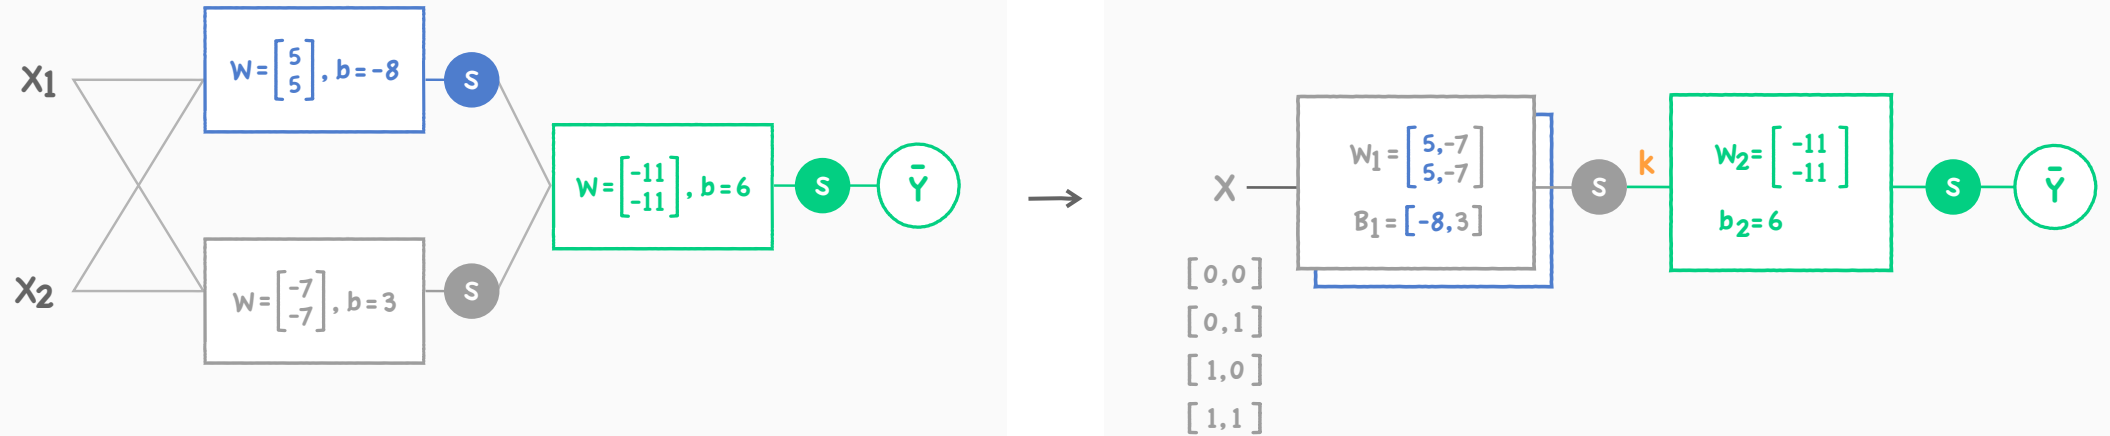 X1
X2
W = [5 5], b = -8
S
W = [-7 -7], b = 3
S
W = [-11 -11], b = 6
S
Ȳ
→
X
W1 = [5,-7 5,-7]
B1 = [-8,3]
S
k
W2 = [-11 -11]
b2 = 6
S
Ȳ
[0,0]
[0,1]
[1,0]
[1,1]